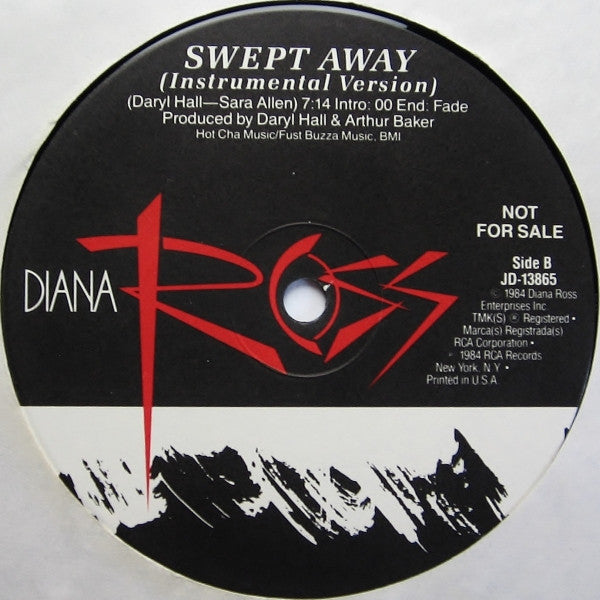 SWEPT AWAY
(Instrumental Version)
(Daryl Hall—Sara Allen) 7:14 Intro: 00 End: Fade
Produced by Daryl Hall & Arthur Baker
Hot Cha Music/Fust Buzza Music, BMI
DIANA ROSS
NOT
FOR SALE
Side B
JD-13865
© 1984 Diana Ross
Enterprises Inc.
TMK(S) ® Registered •
Marca(s) Registrada(s)
RCA Corporation •
℗ 1984 RCA Records
New York, N.Y. •
Printed in U.S.A.